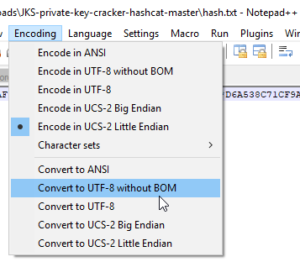 oads\JKS-private-key-cracker-hashcat-master\hash.txt - Notepad++
Encoding Language Settings Macro Run Plugins Win
Encode in ANSI
Encode in UTF-8 without BOM
Encode in UTF-8
Encode in UCS-2 Big Endian
Encode in UCS-2 Little Endian
Character sets
Convert to ANSI
Convert to UTF-8 without BOM
Convert to UTF-8
Convert to UCS-2 Big Endian
Convert to UCS-2 Little Endian
AF
D6A538C71CF9A